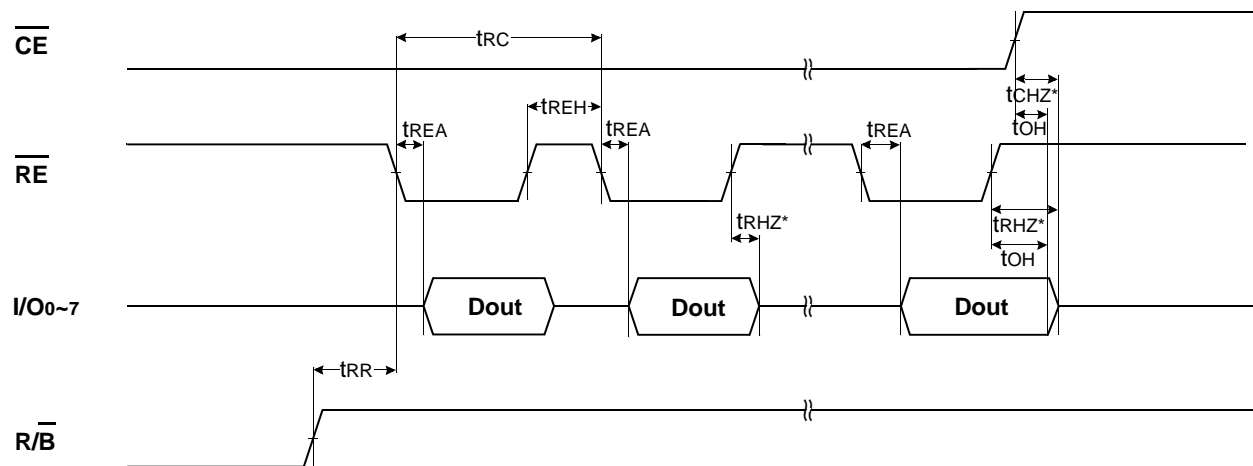 CE
tRC
tCHZ*
tREH
tOH
tREA
tREA
tREA
RE
tRHZ*
tRHZ*
tOH
I/O0~7
Dout
Dout
Dout
tRR
R/B